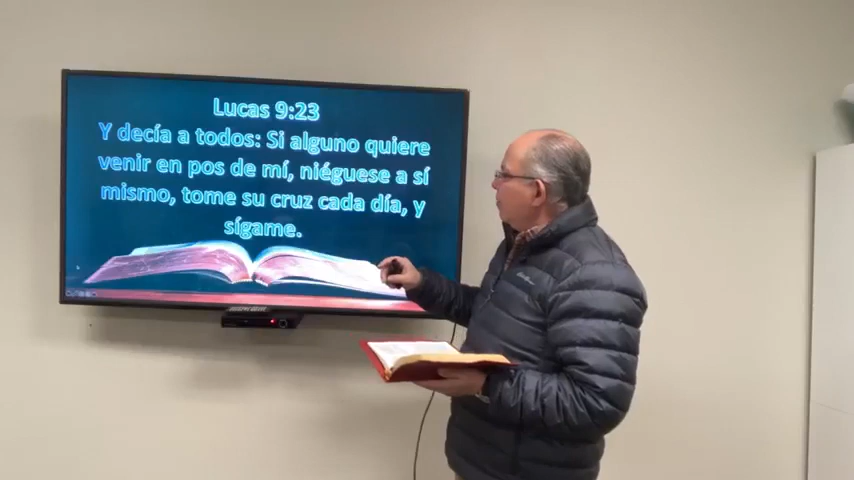 Lucas 9:23
Y decía a todos: Si alguno quiere
venir en pos de mí, niéguese a sí
mismo, tome su cruz cada día, y
sígame.